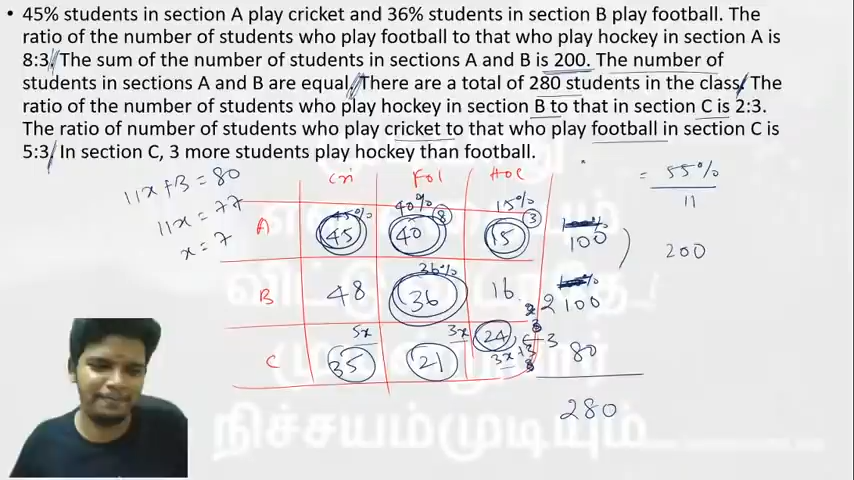 • 45% students in section A play cricket and 36% students in section B play football. The
ratio of the number of students who play football to that who play hockey in section A is
8:3. The sum of the number of students in sections A and B is 200. The number of
students in sections A and B are equal. There are a total of 280 students in the class. The
ratio of the number of students who play hockey in section B to that in section C is 2:3.
The ratio of number of students who play cricket to that who play football in section C is
5:3. In section C, 3 more students play hockey than football.
11x+3 = 80
11x = 77
x = 7
Cri Fol Hoc
= 55%
11
45% 40% 15%
A 45 40 8 15 3 100
200
36%
B 48 36 16 2 100
5x 3x 3
C 35 21 24 3x+3 80
8
280
நிச்சயம்முடியும்